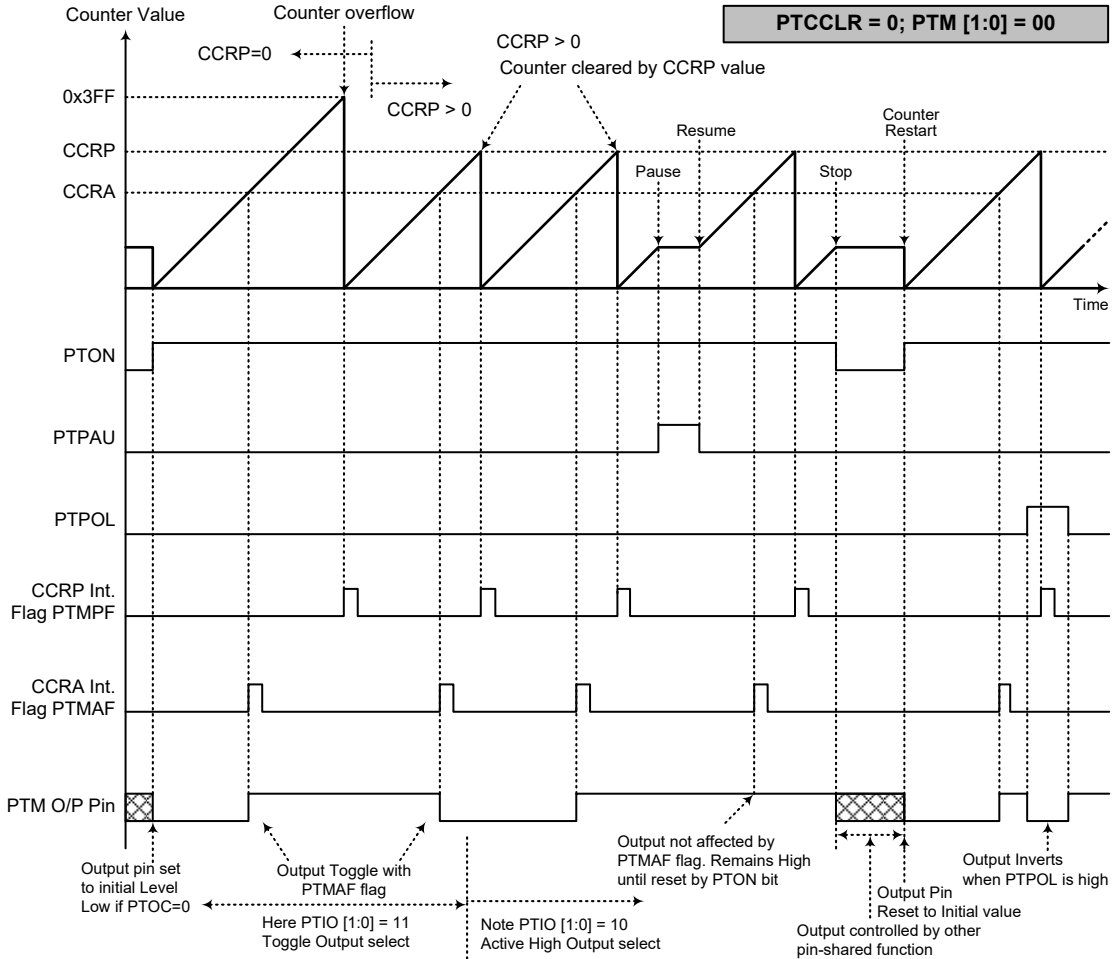 Counter Value
Counter overflow
PTCCLR = 0; PTM [1:0] = 00
CCRP=0
CCRP > 0
CCRP > 0
Counter cleared by CCRP value
0x3FF
CCRP
CCRA
Pause
Resume
Stop
Counter
Restart
Time
PTON
PTPAU
PTPOL
CCRP Int.
Flag PTMPF
CCRA Int.
Flag PTMAF
PTM O/P Pin
Output pin set
to initial Level
Low if PTOC=0
Output Toggle with
PTMAF flag
Here PTIO [1:0] = 11
Toggle Output select
Note PTIO [1:0] = 10
Active High Output select
Output not affected by
PTMAF flag. Remains High
until reset by PTON bit
Output Pin
Reset to Initial value
Output controlled by other
pin-shared function
Output Inverts
when PTPOL is high